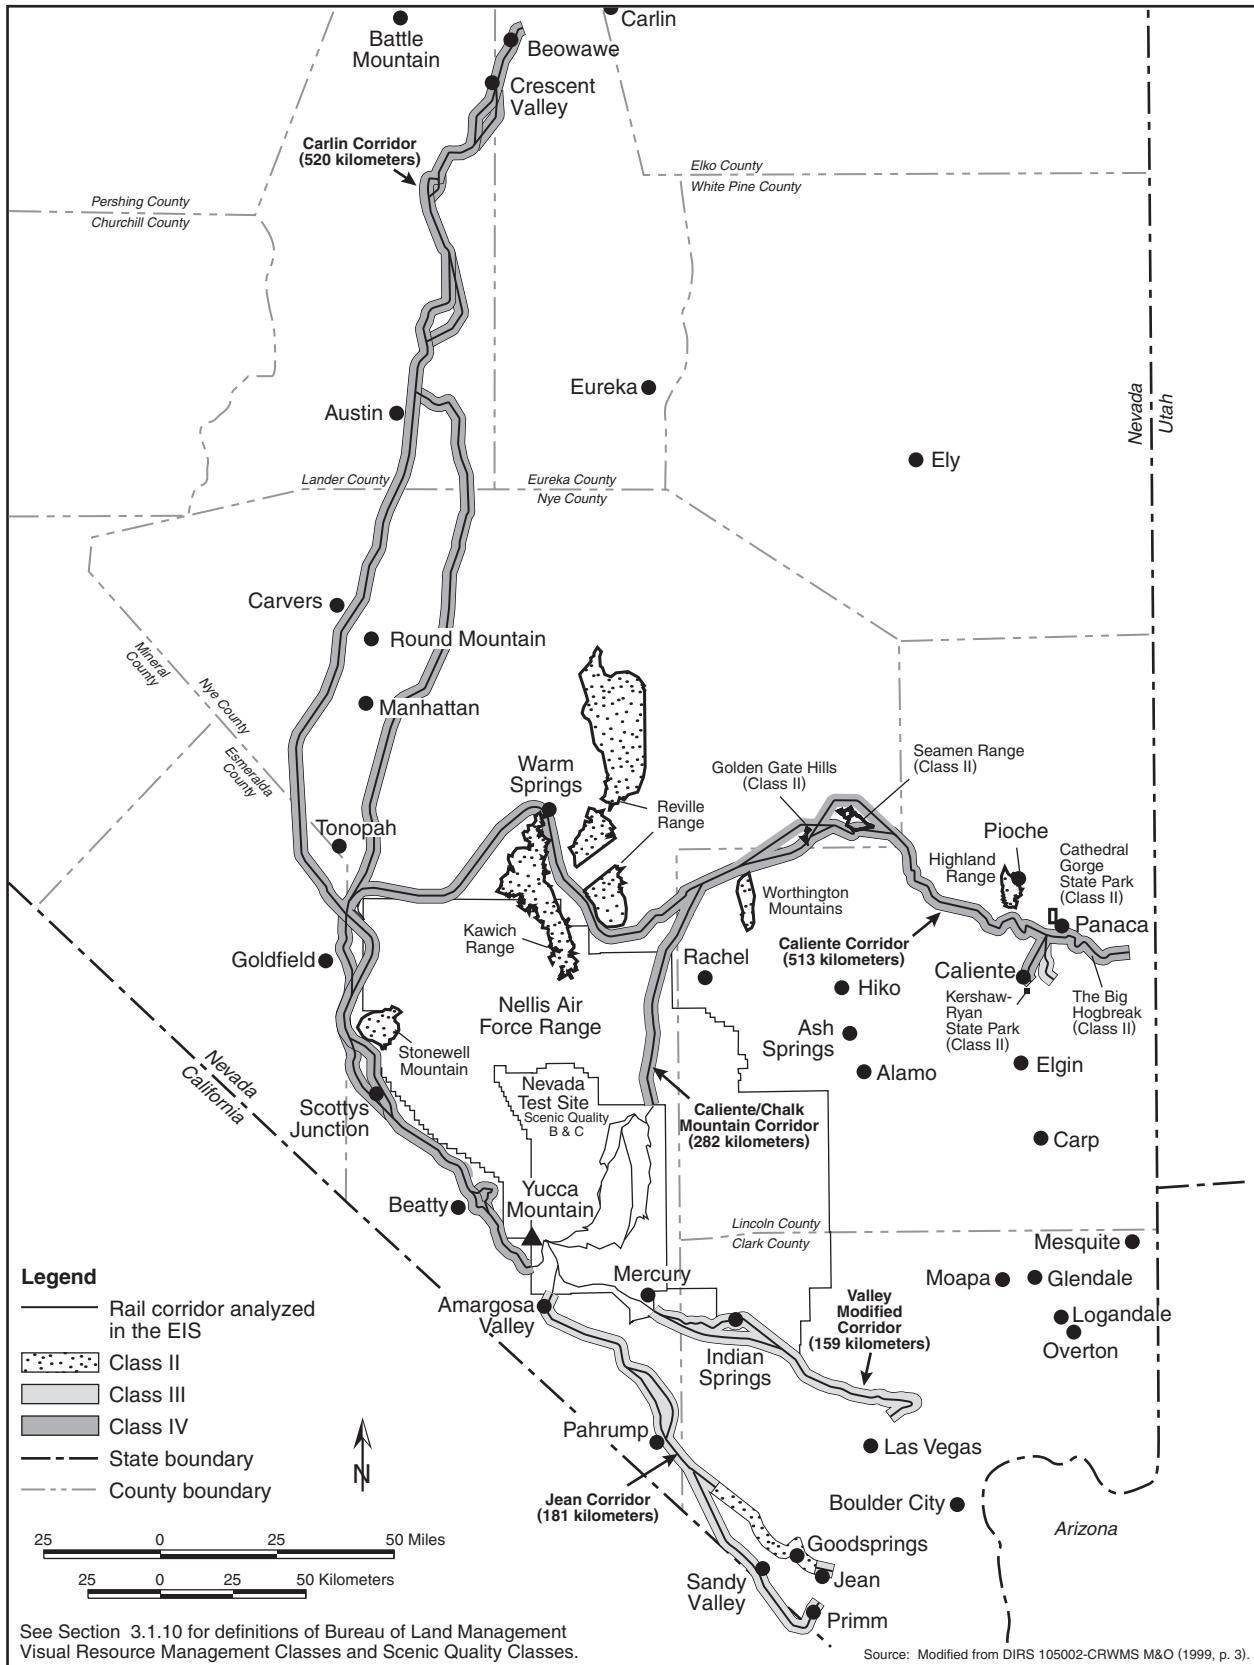 Carlin
Battle
Mountain
Beowawe
Crescent
Valley
Carlin Corridor
(520 kilometers)
Elko County
White Pine County
Pershing County
Churchill County
Eureka
Austin
Nevada
Utah
Ely
Lander County
Eureka County
Nye County
Carvers
Round Mountain
Mineral
County
Nye County
Manhattan
Esmeralda
County
Warm
Springs
Golden Gate Hills
(Class II)
Seamen Range
(Class II)
Reville
Range
Tonopah
Pioche
Highland
Range
Cathedral
Gorge
State Park
(Class II)
Worthington
Mountains
Kawich
Range
Caliente Corridor
(513 kilometers)
Panaca
Goldfield
Rachel
Caliente
Hiko
Nellis Air
Force Range
Kershaw-
Ryan
State Park
(Class II)
The Big
Hogbreak
(Class II)
Ash
Springs
Stonewell
Mountain
Elgin
Alamo
Nevada
California
Nevada
Test Site
Scenic Quality
B & C
Scottys
Junction
Caliente/Chalk
Mountain Corridor
(282 kilometers)
Carp
Yucca
Mountain
Beatty
Lincoln County
Clark County
Mesquite
Mercury
Moapa
Glendale
Legend
Rail corridor analyzed
in the EIS
Class II
Class III
Class IV
State boundary
County boundary
Amargosa
Valley
Valley
Modified
Corridor
(159 kilometers)
Logandale
Overton
Indian
Springs
Pahrump
Las Vegas
N
Jean Corridor
(181 kilometers)
Boulder City
Arizona
25 0 25 50 Miles
Goodsprings
25 0 25 50 Kilometers
Sandy
Valley
Jean
Primm
See Section 3.1.10 for definitions of Bureau of Land Management
Visual Resource Management Classes and Scenic Quality Classes.
Source: Modified from DIRS 105002-CRWMS M&O (1999, p. 3).